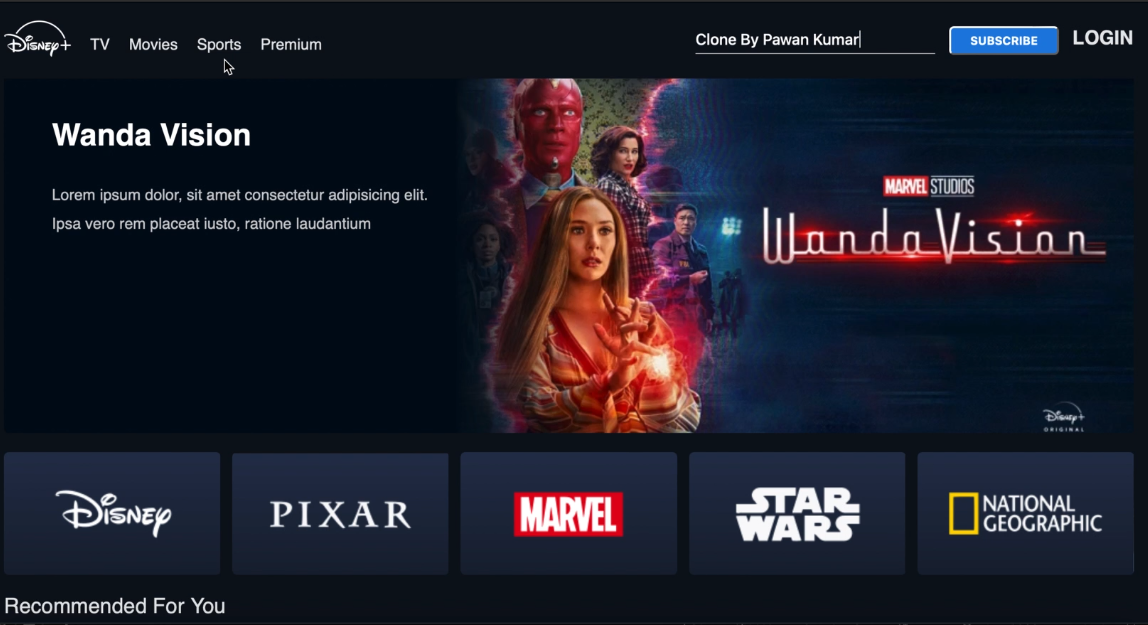 Disney+
TV
Movies
Sports
Premium
Clone By Pawan Kumar
SUBSCRIBE
LOGIN
Wanda Vision
Lorem ipsum dolor, sit amet consectetur adipisicing elit.
Ipsa vero rem placeat iusto, ratione laudantium
MARVEL STUDIOS
WandaVision
Disney+
ORIGINAL
Disney
PIXAR
MARVEL
STAR
WARS
NATIONAL
GEOGRAPHIC
Recommended For You